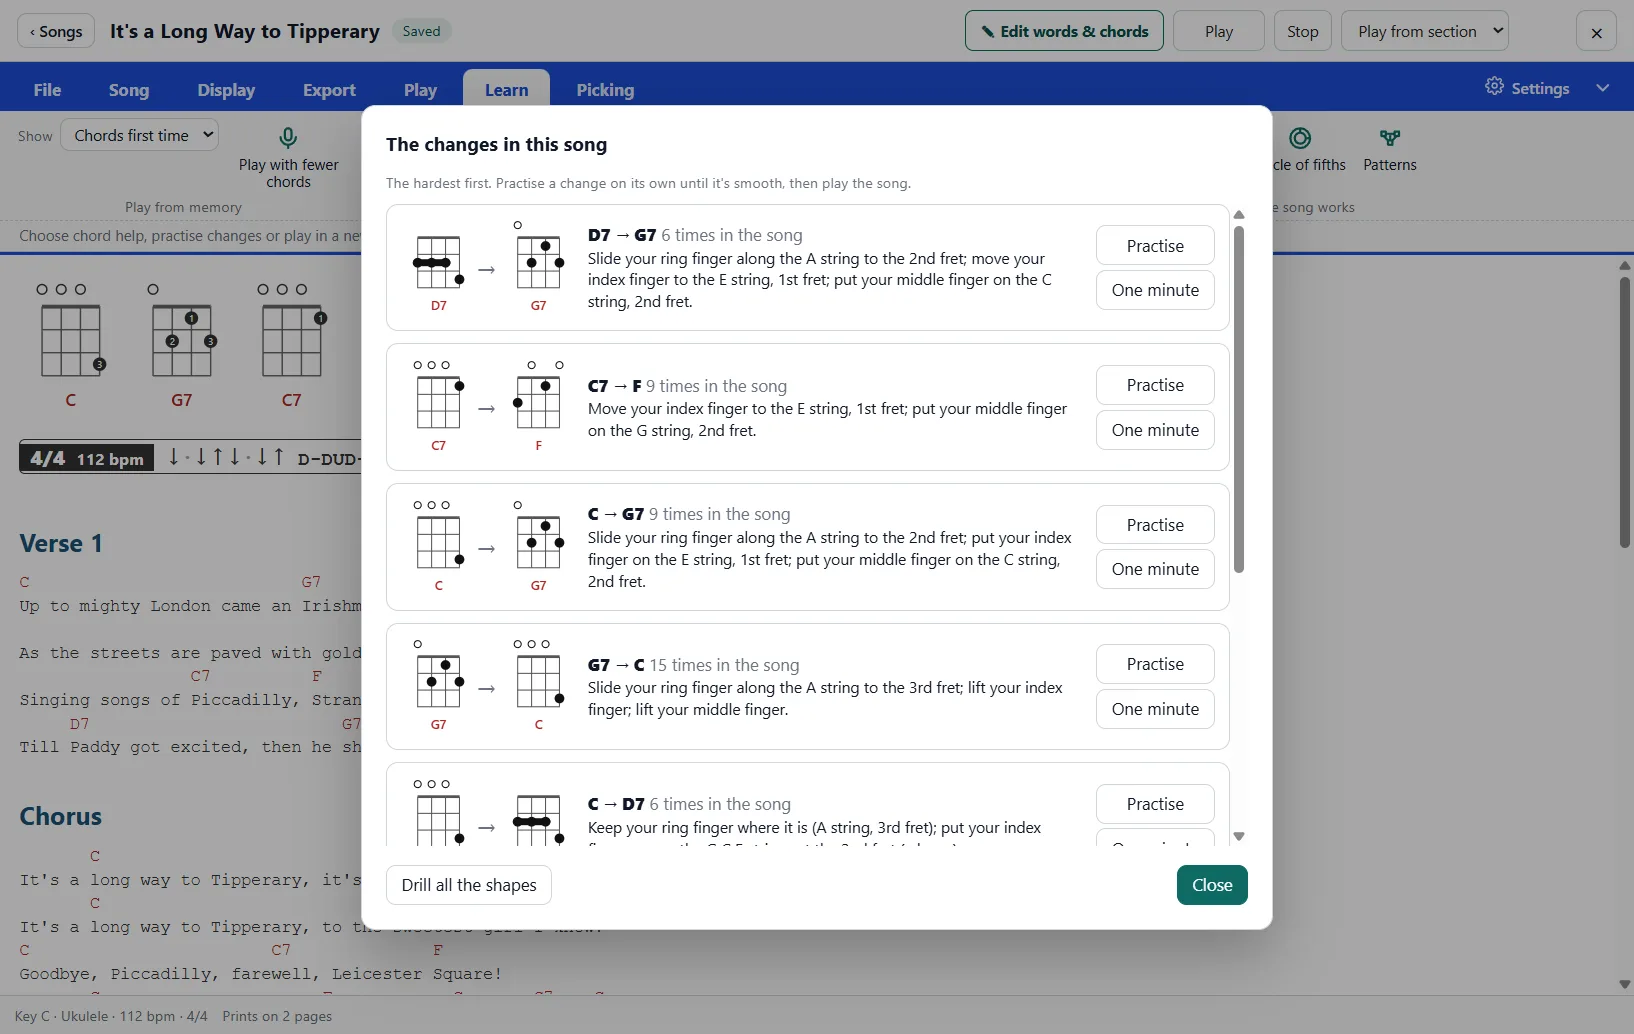 ‹ Songs
It's a Long Way to Tipperary
Saved
Edit words & chords
Play
Stop
Play from section
×
File
Song
Display
Export
Play
Learn
Picking
Settings
Show
Chords first time
Play with fewer
chords
Play from memory
cle of fifths
Patterns
e song works
Choose chord help, practise changes or play in a ne
3
C
1
2
3
G7
1
C7
4/4 112 bpm
↓ · ↓ ↑ ↓ · ↓ ↑ D-DUD-
Verse 1
C G7
Up to mighty London came an Irishm
As the streets are paved with gold
C7 F
Singing songs of Piccadilly, Stran
D7 G7
Till Paddy got excited, then he sh
Chorus
C
It's a long way to Tipperary, it's
C
It's a long way to Tipperary, to
C C7 F
Goodbye, Piccadilly, farewell, Leicester Square!
Key C · Ukulele · 112 bpm · 4/4
Prints on 2 pages
The changes in this song
The hardest first. Practise a change on its own until it's smooth, then play the song.
D7
→
G7
D7 → G7 6 times in the song
Slide your ring finger along the A string to the 2nd fret; move your
index finger to the E string, 1st fret; put your middle finger on the C
string, 2nd fret.
Practise
One minute
C7
→
F
C7 → F 9 times in the song
Move your index finger to the E string, 1st fret; put your middle finger
on the G string, 2nd fret.
Practise
One minute
C
→
G7
C → G7 9 times in the song
Slide your ring finger along the A string to the 2nd fret; put your index
finger on the E string, 1st fret; put your middle finger on the C string,
2nd fret.
Practise
One minute
G7
→
C
G7 → C 15 times in the song
Slide your ring finger along the A string to the 3rd fret; lift your index
finger; lift your middle finger.
Practise
One minute
→
C → D7 6 times in the song
Keep your ring finger where it is (A string, 3rd fret); put your index
Practise
Drill all the shapes
Close